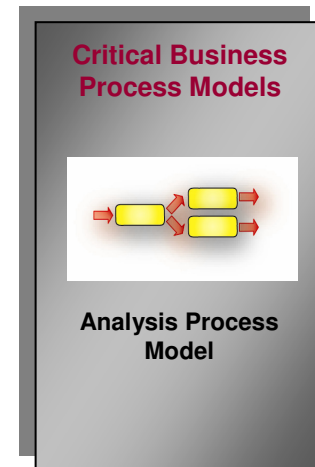 Critical Business
Process Models
Analysis Process
Model